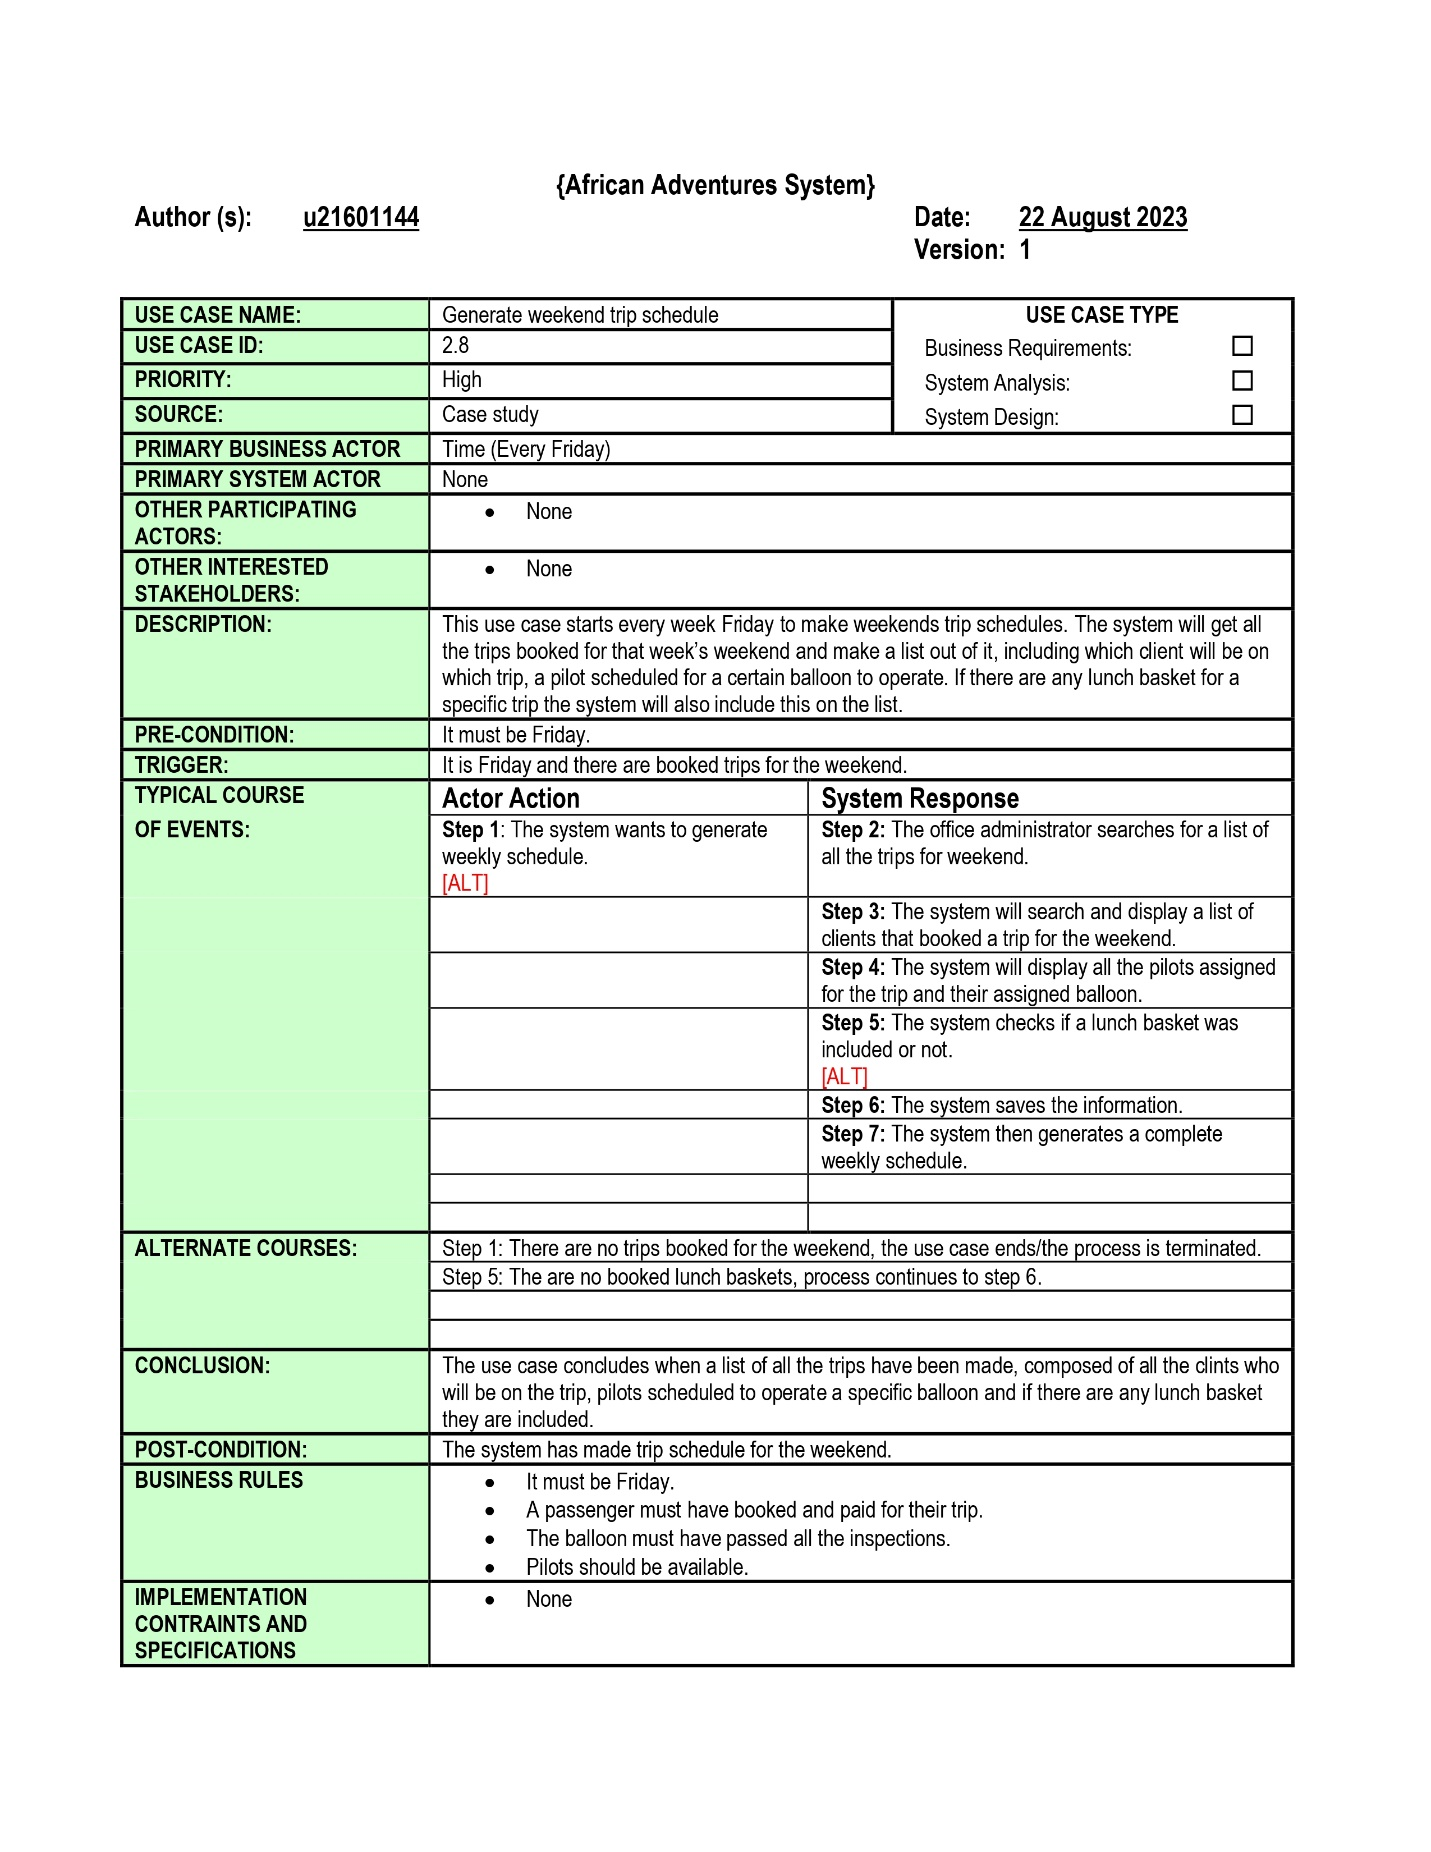 {African Adventures System}
Author (s): u21601144 Date: 22 August 2023
Version: 1
USE CASE NAME: Generate weekend trip schedule USE CASE TYPE
USE CASE ID: 2.8 Business Requirements: ☐
PRIORITY: High System Analysis: ☐
SOURCE: Case study System Design: ☐
PRIMARY BUSINESS ACTOR Time (Every Friday)
PRIMARY SYSTEM ACTOR None
OTHER PARTICIPATING
ACTORS:
• None
OTHER INTERESTED
STAKEHOLDERS:
• None
DESCRIPTION:
This use case starts every week Friday to make weekends trip schedules. The system will get all
the trips booked for that week’s weekend and make a list out of it, including which client will be on
which trip, a pilot scheduled for a certain balloon to operate. If there are any lunch basket for a
specific trip the system will also include this on the list.
PRE-CONDITION: It must be Friday.
TRIGGER: It is Friday and there are booked trips for the weekend.
TYPICAL COURSE
OF EVENTS:
Actor Action System Response
Step 1: The system wants to generate
weekly schedule.
[ALT]
Step 2: The office administrator searches for a list of
all the trips for weekend.
Step 3: The system will search and display a list of
clients that booked a trip for the weekend.
Step 4: The system will display all the pilots assigned
for the trip and their assigned balloon.
Step 5: The system checks if a lunch basket was
included or not.
[ALT]
Step 6: The system saves the information.
Step 7: The system then generates a complete
weekly schedule.
ALTERNATE COURSES: Step 1: There are no trips booked for the weekend, the use case ends/the process is terminated.
Step 5: The are no booked lunch baskets, process continues to step 6.
CONCLUSION:
The use case concludes when a list of all the trips have been made, composed of all the clints who
will be on the trip, pilots scheduled to operate a specific balloon and if there are any lunch basket
they are included.
POST-CONDITION: The system has made trip schedule for the weekend.
BUSINESS RULES
• It must be Friday.
• A passenger must have booked and paid for their trip.
• The balloon must have passed all the inspections.
• Pilots should be available.
IMPLEMENTATION
CONTRAINTS AND
SPECIFICATIONS
• None